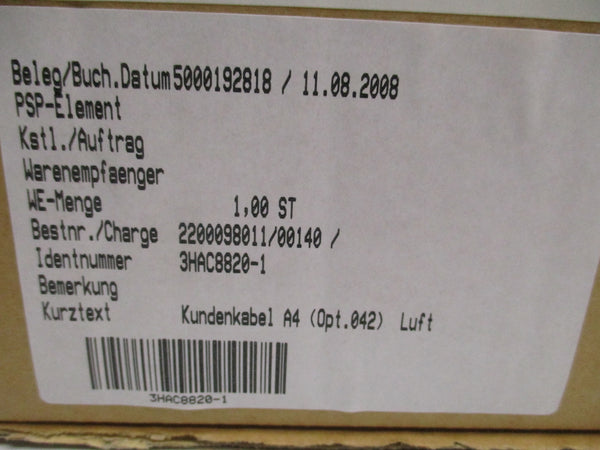 Beleg/Buch.Datum5000192818 / 11.08.2008
PSP-Element
Kstl./Auftrag
Warenempfaenger
WE-Menge 1,00 ST
Bestnr./Charge 2200098011/00140 /
Identnummer 3HAC8820-1
Bemerkung
Kurztext Kundenkabel A4 (Opt.042) Luft
3HAC8820-1